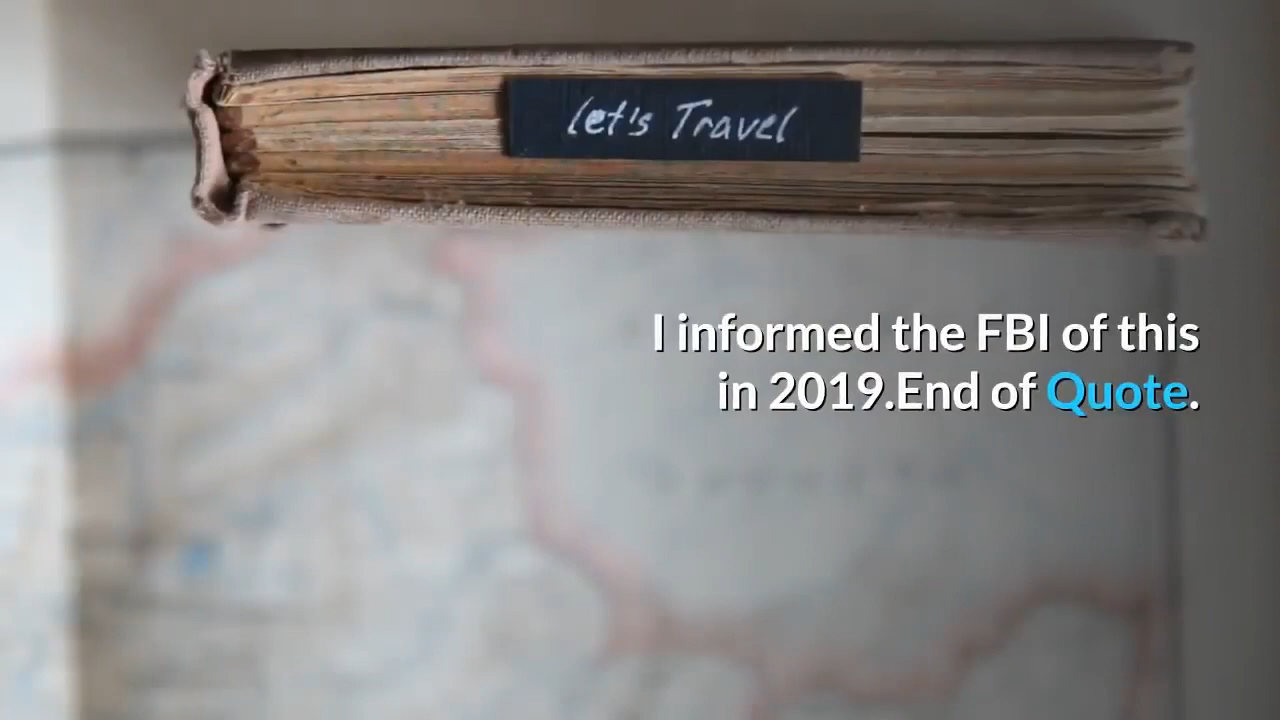 let's Travel
I informed the FBI of this
in 2019.End of Quote.